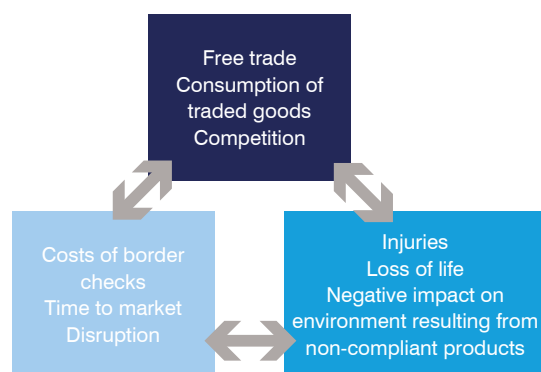 Free trade
Consumption of
traded goods
Competition
Costs of border
checks
Time to market
Disruption
Injuries
Loss of life
Negative impact on
environment resulting from
non-compliant products